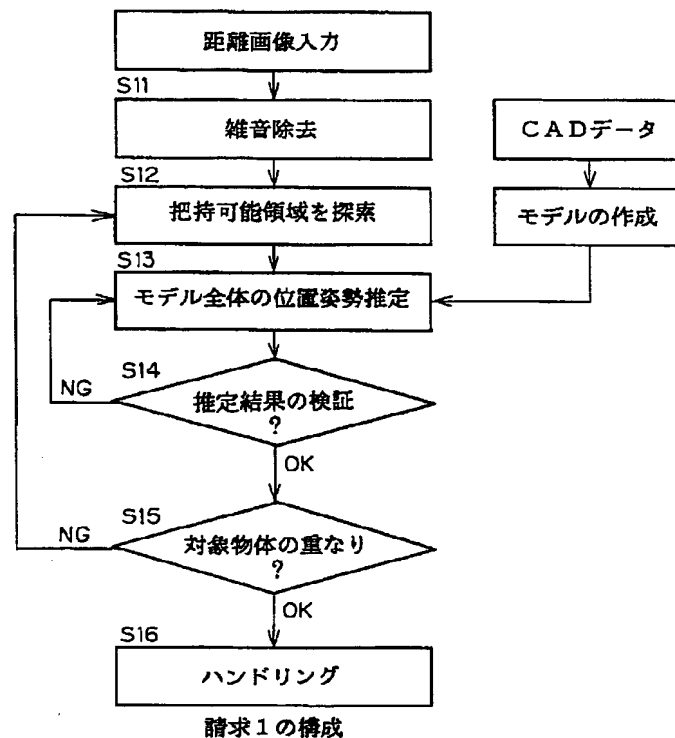 距離画像入力
S11
雑音除去
CADデータ
S12
把持可能領域を探索
モデルの作成
S13
モデル全体の位置姿勢推定
S14
NG
推定結果の検証
?
OK
S15
NG
対象物体の重なり
?
OK
S16
ハンドリング
請求1の構成